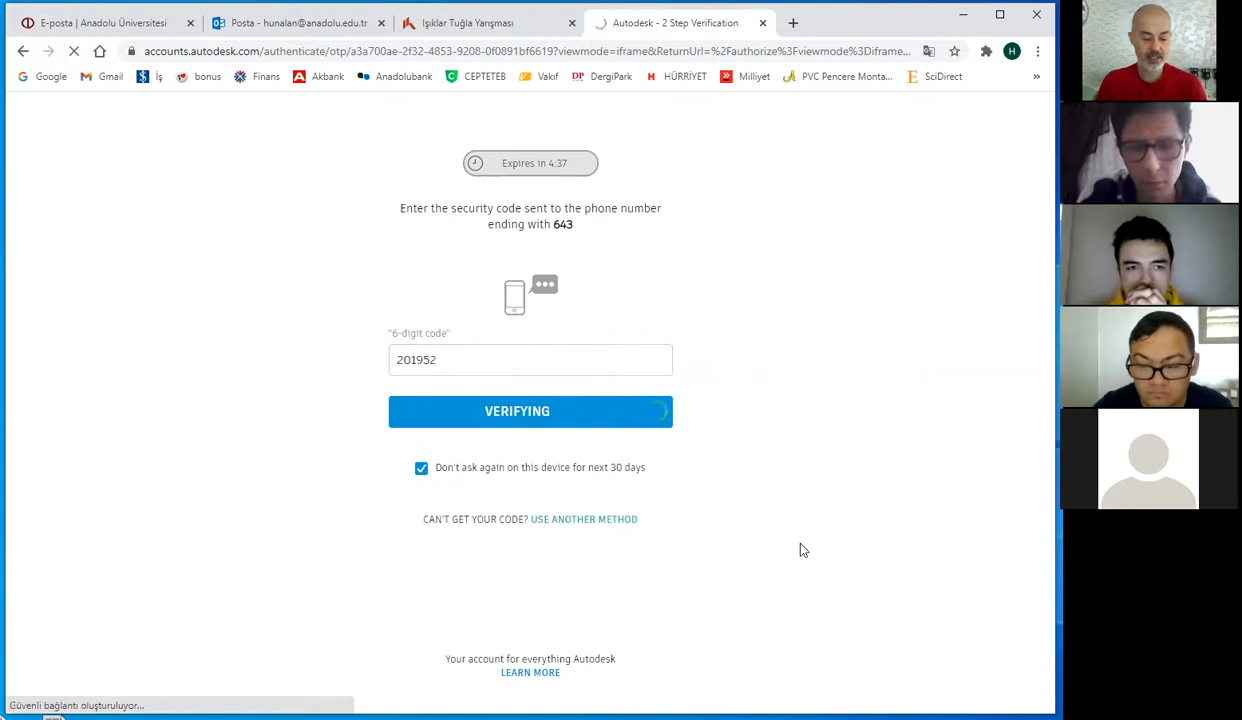 E-posta | Anadolu Üniversitesi
Posta - hunalan@anadolu.edu.tr
Işıklar Tuğla Yarışması
Autodesk - 2 Step Verification
accounts.autodesk.com/authenticate/otp/a3a700ae-2f32-4853-9208-0f0891bf6619?viewmode=iframe&ReturnUrl=%2Fauthorize%3Fviewmode%3Diframe...
H
Google
Gmail
İş
bonus
Finans
Akbank
Anadolubank
CEPTETEB
Vakıf
DP DergiPark
H HÜRRİYET
Milliyet
PVC Pencere Monta...
SciDirect
»
Expires in 4:37
Enter the security code sent to the phone number
ending with 643
"6-digit code"
201952
VERIFYING
Don't ask again on this device for next 30 days
CAN'T GET YOUR CODE? USE ANOTHER METHOD
Your account for everything Autodesk
LEARN MORE
Güvenli bağlantı oluşturuluyor...